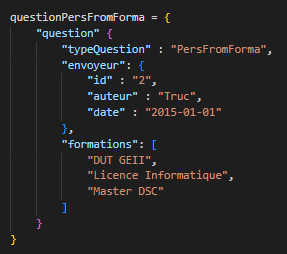 questionPersFromForma = {
    "question" {
        "typeQuestion" : "PersFromForma",
        "envoyeur": {
            "id" : "2",
            "auteur" : "Truc",
            "date" : "2015-01-01"
        },
        "formations": [
            "DUT GEII",
            "Licence Informatique",
            "Master DSC"
        ]
    }
}